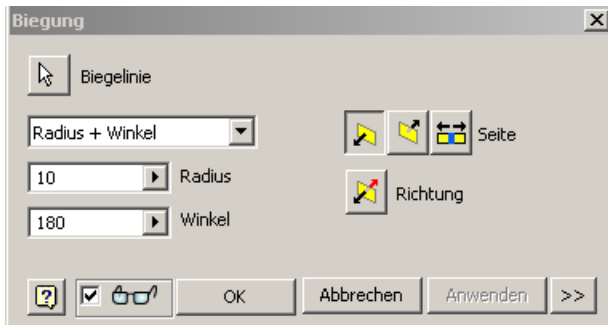 Biegung
Biegelinie
Radius + Winkel
Seite
10 Radius
Richtung
180 Winkel
? OK Abbrechen Anwenden >>